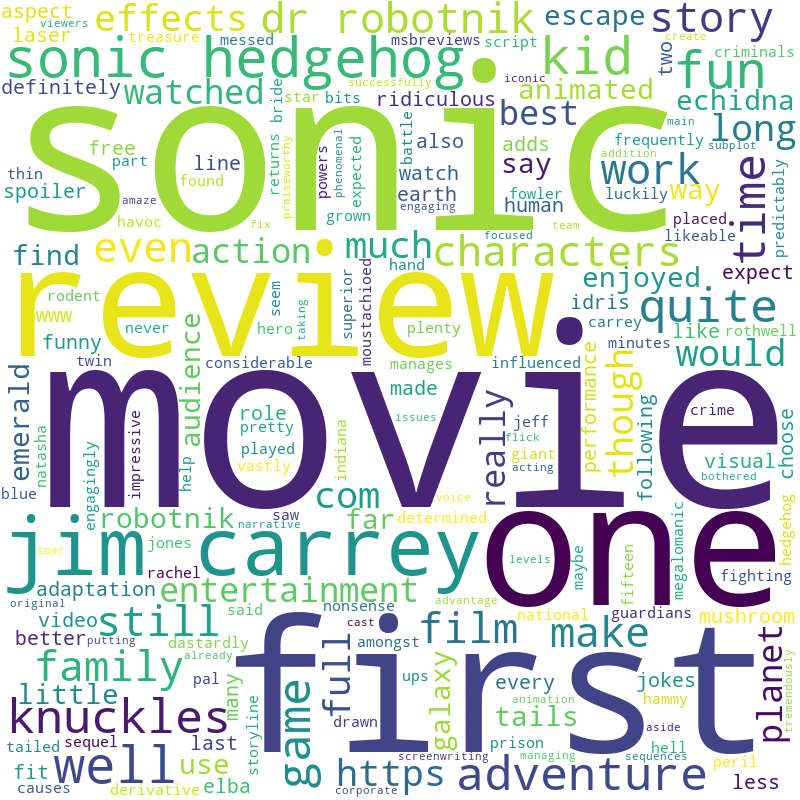 aspect
viewers
effects
dr robotnik
escape
story
laser
treasure
messed
msbreviews
script
create
two
criminals
sonic hedgehog
kid
fun
iconic
definitely
watched
successfully
star
bits
bride
ridiculous
animated
best
echidna
long
sonic
free
part
line
returns
praiseworthy
powers
phenomenal
expected
battle
also
adds
main
addition
frequently
subplot
thin
amaze
found
watch
earth
engaging
say
fowler
human
luckily
work
way
spoiler
havoc
grown
fix
focused
team
placed
likeable
time
predictably
find
even
action
much
characters
expect
review
rodent
www
never
seem
hero
taking
superior
moustachioed
hand
plenty
enjoyed
idris
carrey
quite
like
rothwell
funny
twin
considerable
manages
influenced
minutes
would
movie
emerald
natasha
audience
role
pretty
made
issues
really
jeff
flick
performance
though
crime
choose
blue
engagingly
impressive
played
vastly
help
indiana
acting
giant
following
visual
bothered
com
voice
one
robotnik
saw
narrative
far
determined
soar
jim carrey
jones
rachel
levels
maybe
fifteen
megalomanic
hedgehog
fighting
adaptation
entertainment
original
advantage
nonsense
guardians
national
mushroom
video
still
said
cast
amongst
film
make
better
putting
dastardly
already
first
family
many
full
pal
ups
galaxy
every
hammy
jokes
planet
tremendously
little
game
drawn
animation
tails
aside
knuckles
storyline
screenwriting
prison
hell
tailed
sequel
last
managing
sequences
peril
fit
well
use
https
adventure
less
causes
derivative
elba
corporate